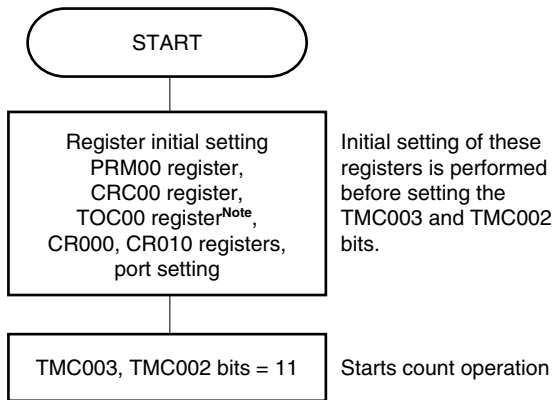 START
Register initial setting
PRM00 register,
CRC00 register,
TOC00 registerNote,
CR000, CR010 registers,
port setting
Initial setting of these
registers is performed
before setting the
TMC003 and TMC002
bits.
TMC003, TMC002 bits = 11
Starts count operation